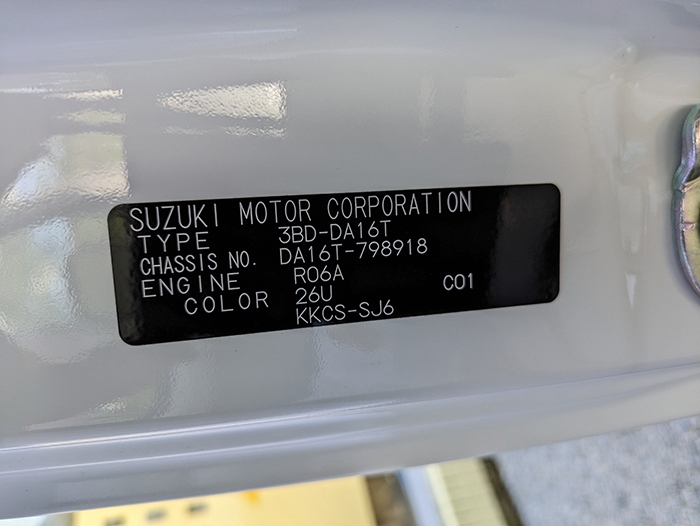 SUZUKI MOTOR CORPORATION
TYPE 3BD-DA16T
CHASSIS NO. DA16T-798918
ENGINE R06A
COLOR 26U C01
KKCS-SJ6